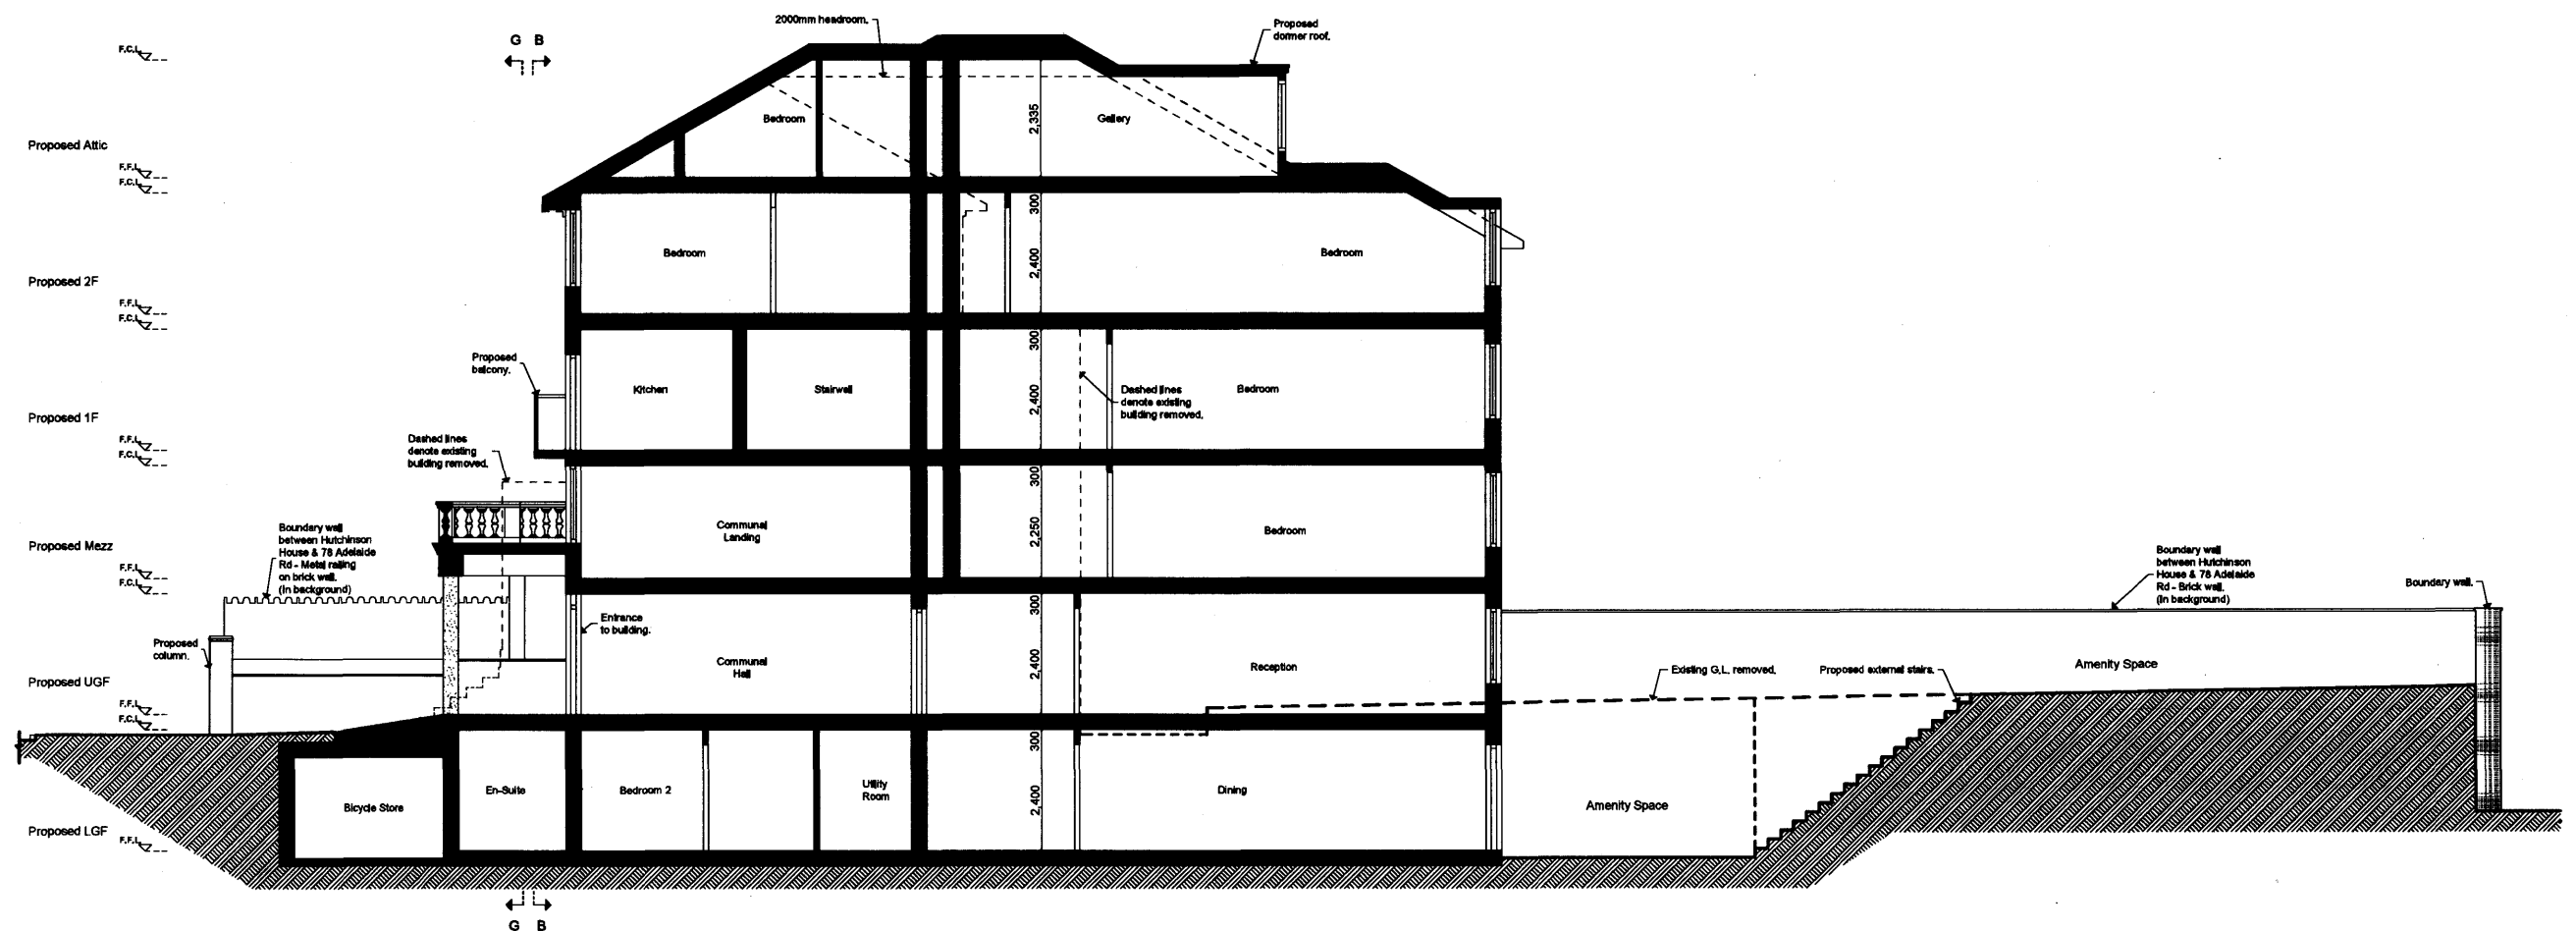 2000mm headroom.
Proposed
dormer roof.
G B
F.C.L
Proposed Attic
Bedroom
2,335
Gallery
F.F.L
F.C.L
300
Proposed 2F
Bedroom
2,400
Bedroom
F.F.L
F.C.L
300
Proposed
balcony.
Proposed 1F
Kitchen
Stairwell
2,400
Dashed lines
denote existing
building removed.
Bedroom
F.F.L
F.C.L
Dashed lines
denote existing
building removed.
300
Proposed Mezz
Boundary wall
between Hutchinson
House & 78 Adelaide
Rd - Metal railing
on brick wall.
(In background)
Communal
Landing
2,250
Bedroom
F.F.L
F.C.L
300
Boundary wall
between Hutchinson
House & 78 Adelaide
Rd - Brick wall.
(In background)
Boundary wall.
Proposed
column.
Entrance
to building.
Proposed UGF
Communal
Hall
2,400
Reception
Existing G.L. removed.
Proposed external stairs.
Amenity Space
F.F.L
F.C.L
300
Proposed LGF
Bicycle Store
En-Suite
Bedroom 2
Utility
Room
2,400
Dining
Amenity Space
F.F.L
G B